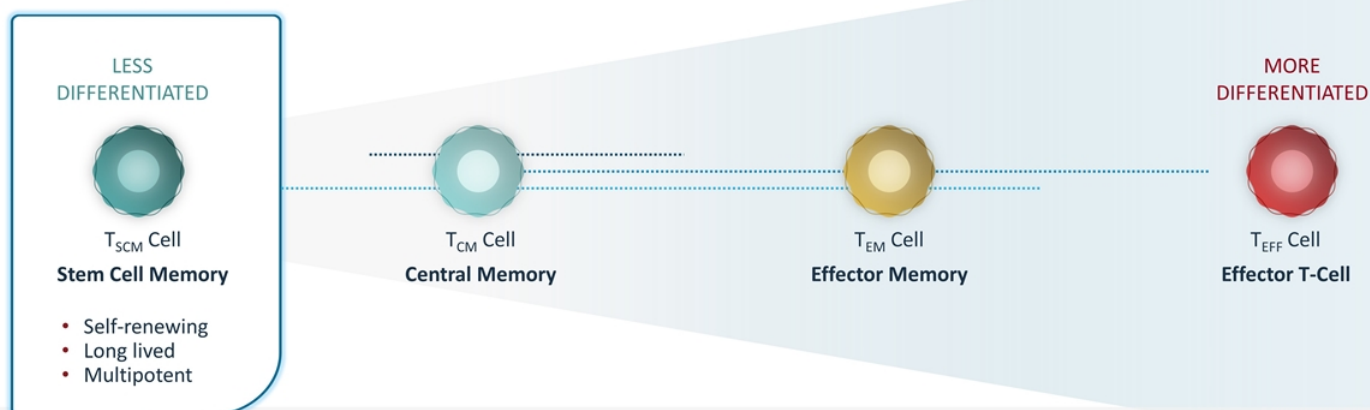 LESS
DIFFERENTIATED
MORE
DIFFERENTIATED
TSCM Cell
Stem Cell Memory
TCM Cell
Central Memory
TEM Cell
Effector Memory
TEFF Cell
Effector T-Cell
• Self-renewing
• Long lived
• Multipotent